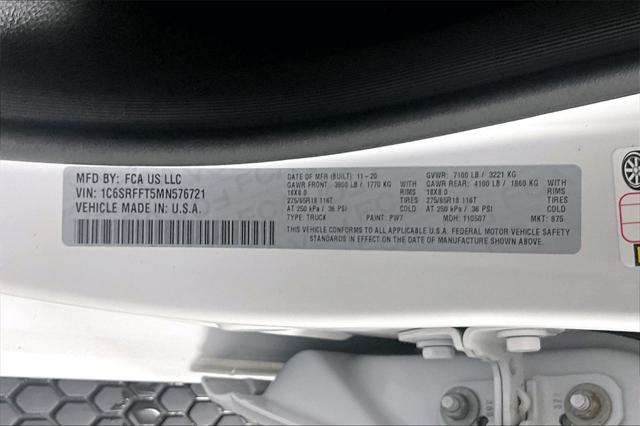 MFD BY: FCA US LLC
VIN: 1C6SRFFT5MN576721
VEHICLE MADE IN: U.S.A.
DATE OF MFR (BUILT): 11-20 GVWR: 7100 LB / 3221 KG
GAWR FRONT: 3900 LB / 1770 KG WITH GAWR REAR: 4100 LB / 1860 KG WITH
18X8.0 RIMS 18X8.0 RIMS
275/65R18 116T TIRES 275/65R18 116T TIRES
AT 250 kPa / 36 PSI COLD AT 250 kPa / 36 PSI COLD
TYPE: TRUCK PAINT: PW7 MDH: 110507 MKT: 875
THIS VEHICLE CONFORMS TO ALL APPLICABLE U.S.A. FEDERAL MOTOR VEHICLE SAFETY
STANDARDS IN EFFECT ON THE DATE OF MANUFACTURE SHOWN ABOVE